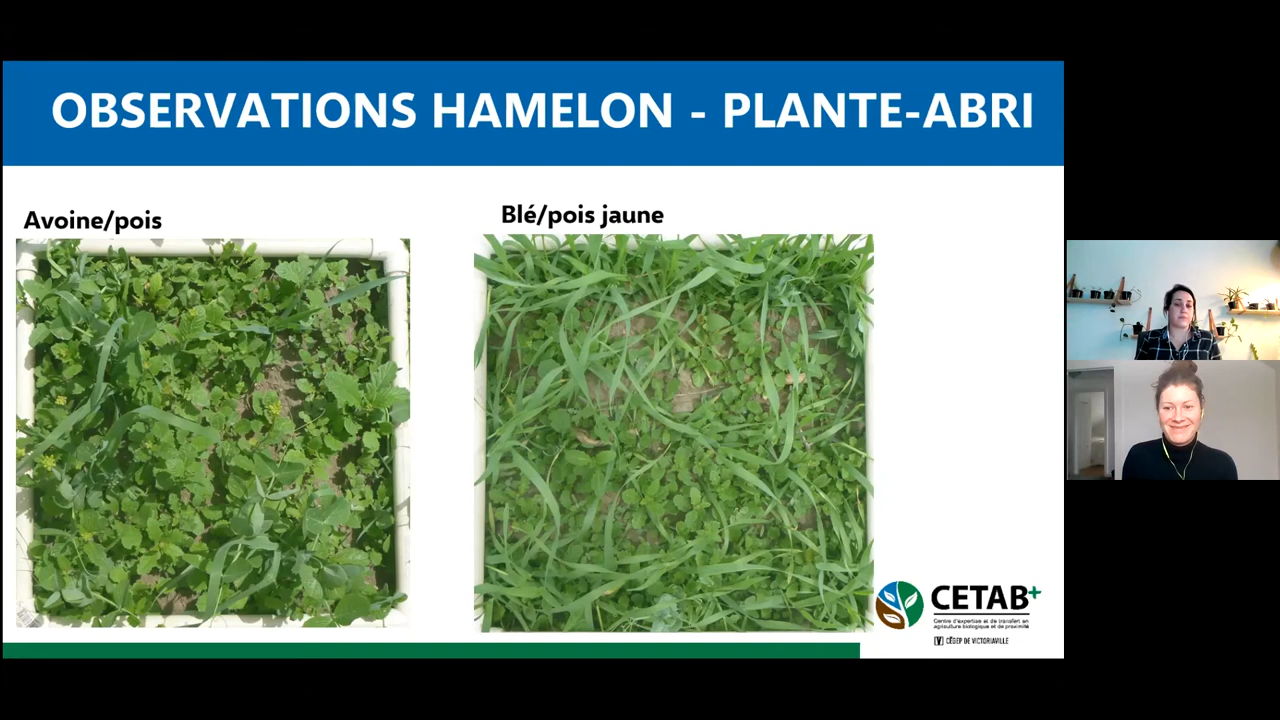 OBSERVATIONS HAMELON - PLANTE-ABRI
Avoine/pois
Blé/pois jaune
CETAB+
Centre d'expertise et de transfert en
agriculture biologique et de proximité
CÉGEP DE VICTORIAVILLE